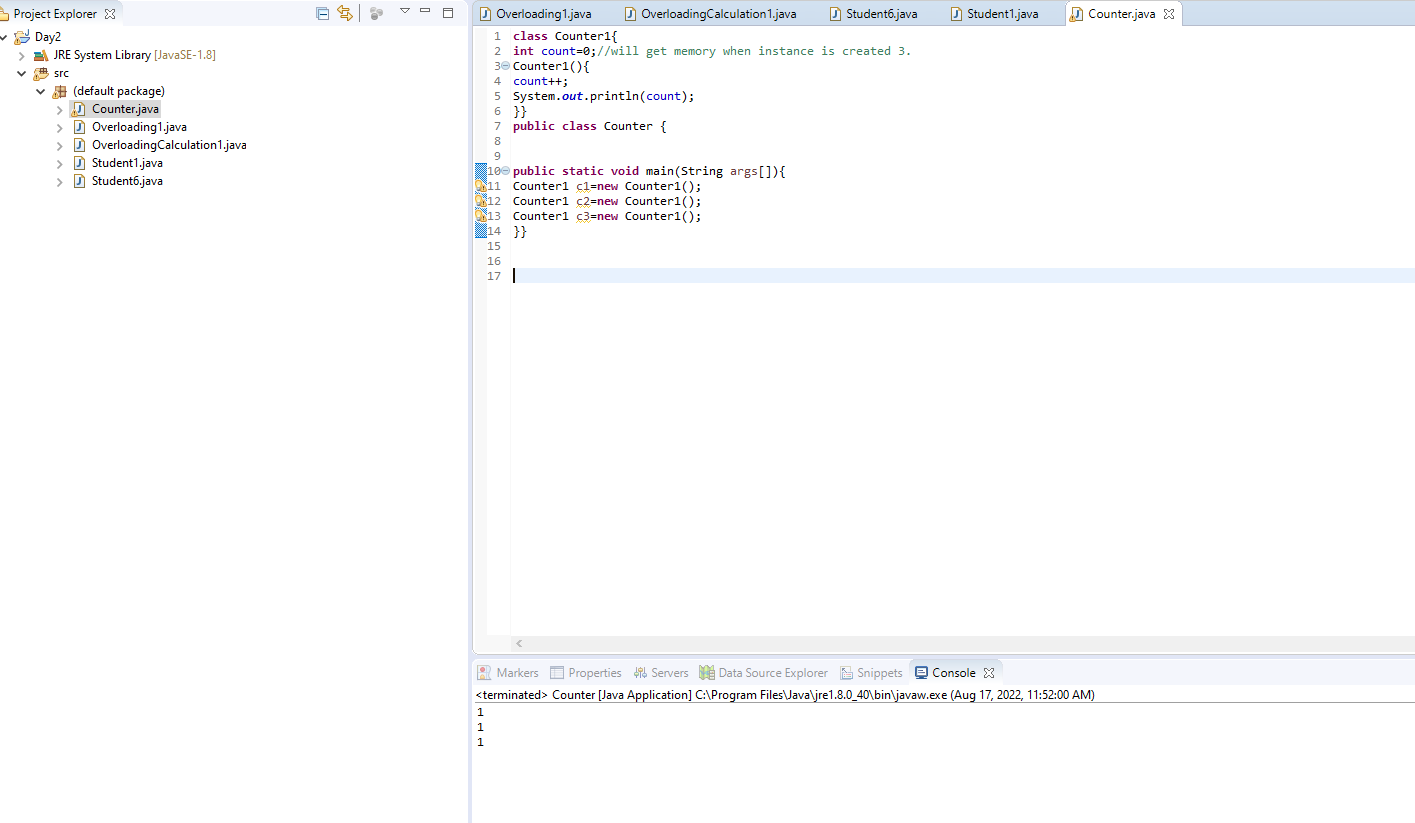 Project Explorer
Day2
JRE System Library [JavaSE-1.8]
src
(default package)
Counter.java
Overloading1.java
OverloadingCalculation1.java
Student1.java
Student6.java
Overloading1.java OverloadingCalculation1.java Student6.java Student1.java Counter.java
1 class Counter1{
2 int count=0;//will get memory when instance is created 3.
3 Counter1(){
4 count++;
5 System.out.println(count);
6 }}
7 public class Counter {
8
9
10 public static void main(String args[]){
11 Counter1 c1=new Counter1();
12 Counter1 c2=new Counter1();
13 Counter1 c3=new Counter1();
14 }}
15
16
17
Markers Properties Servers Data Source Explorer Snippets Console
<terminated> Counter [Java Application] C:\Program Files\Java\jre1.8.0_40\bin\javaw.exe (Aug 17, 2022, 11:52:00 AM)
1
1
1